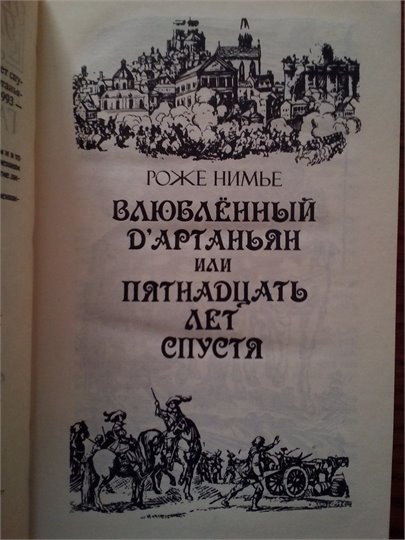 РОЖЕ НИМЬЕ
ВЛЮБЛЁННЫЙ
Д'АРТАНЬЯН
ИЛИ
ПЯТНАДЦАТЬ
ЛЕТ
СПУСТЯ